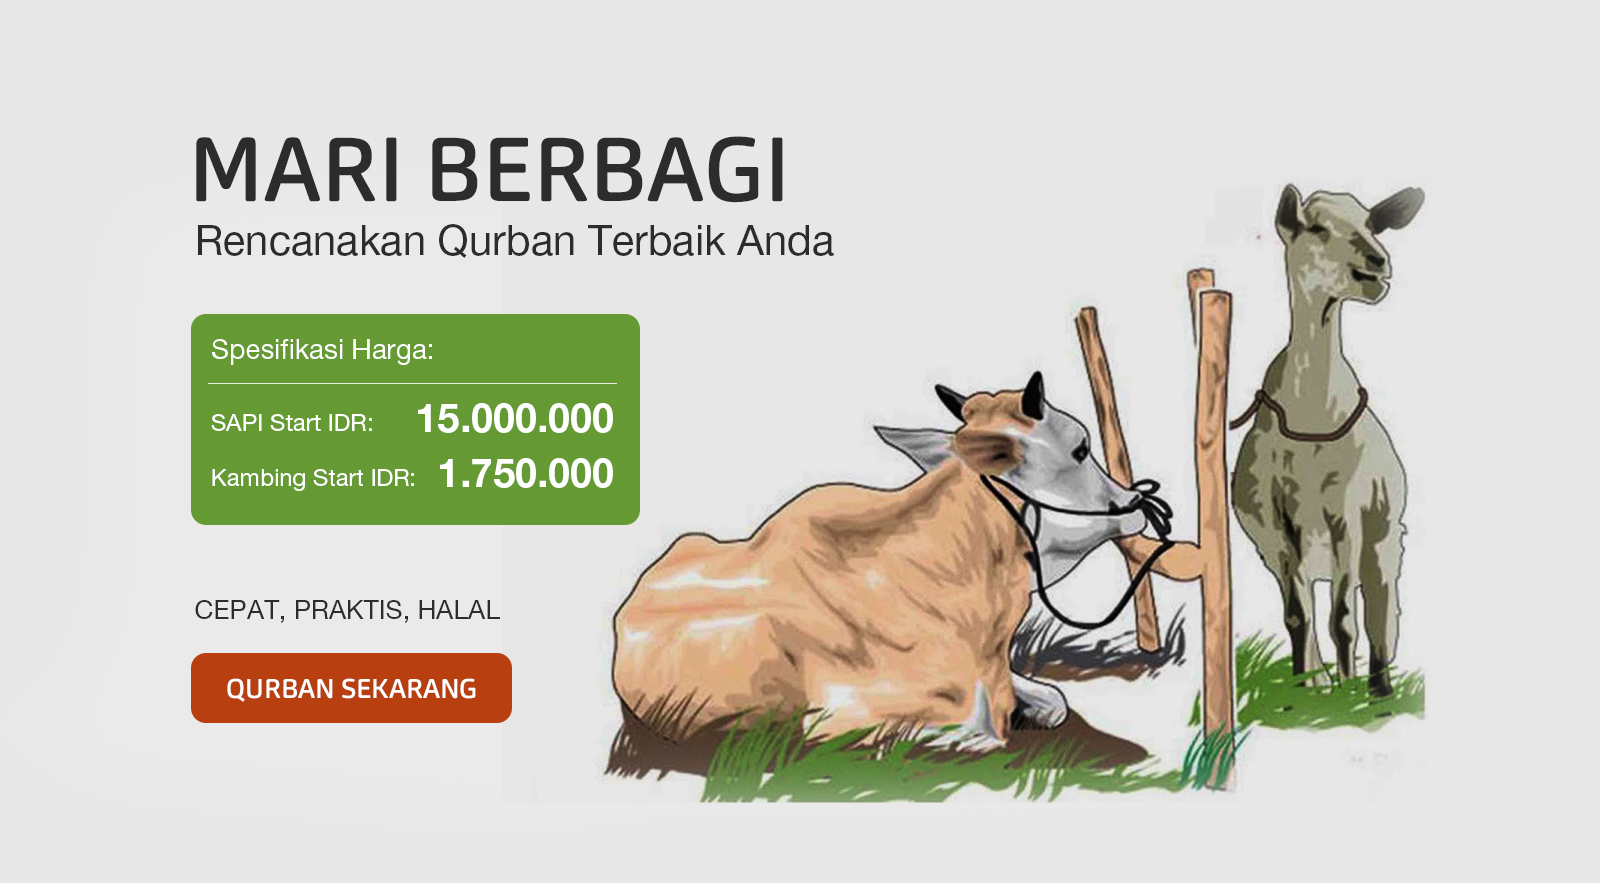 MARI BERBAGI
Rencanakan Qurban Terbaik Anda
Spesifikasi Harga:
SAPI Start IDR: 15.000.000
Kambing Start IDR: 1.750.000
CEPAT, PRAKTIS, HALAL
QURBAN SEKARANG